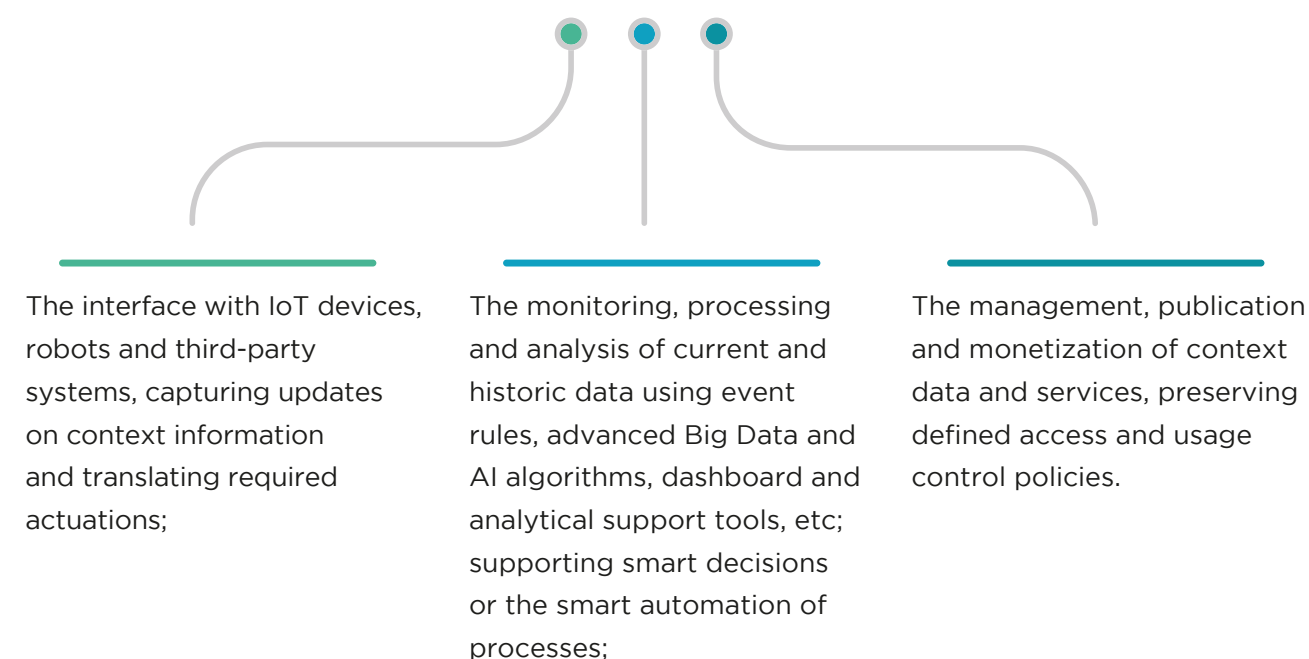 The interface with IoT devices,
robots and third-party
systems, capturing updates
on context information
and translating required
actuations;
The monitoring, processing
and analysis of current and
historic data using event
rules, advanced Big Data and
AI algorithms, dashboard and
analytical support tools, etc;
supporting smart decisions
or the smart automation of
processes;
The management, publication
and monetization of context
data and services, preserving
defined access and usage
control policies.